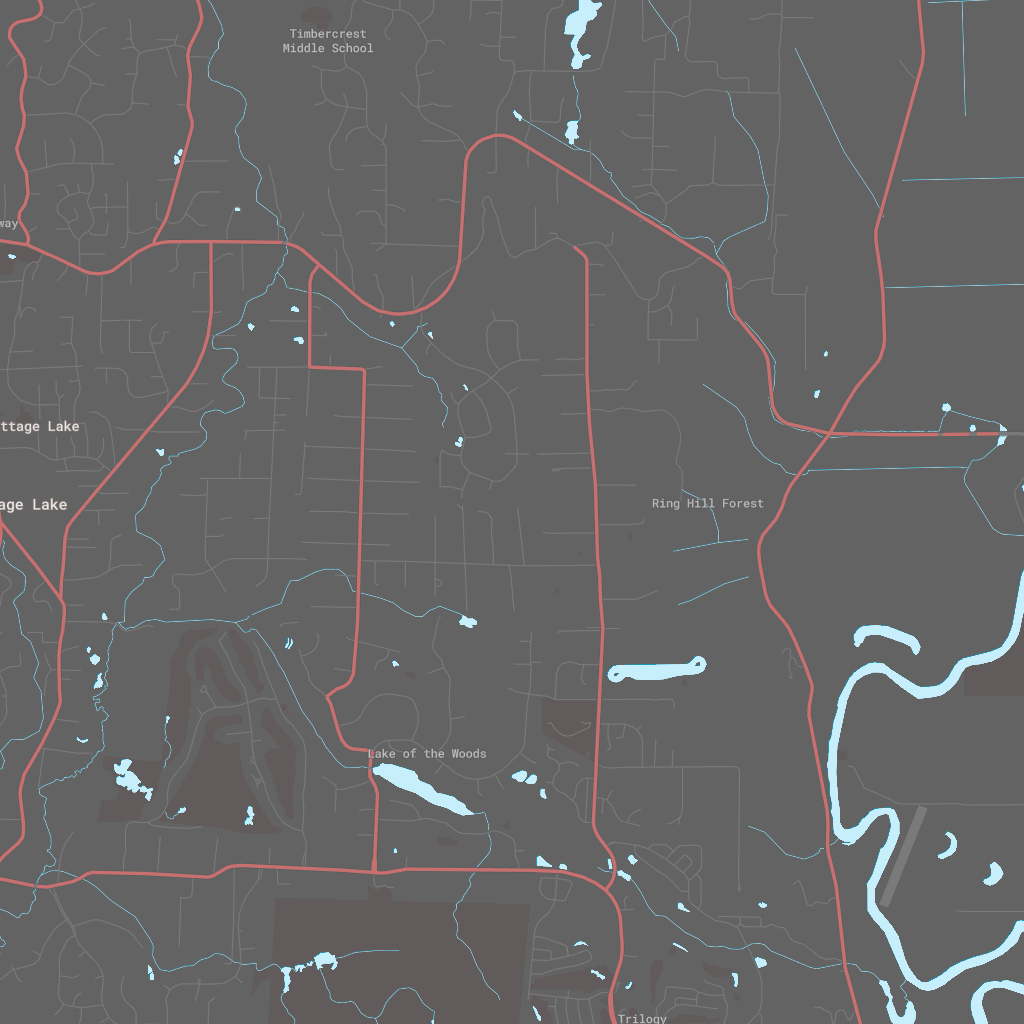 Timbercrest
Middle School
way
ttage Lake
age Lake
Ring Hill Forest
Lake of the Woods
Trilogy